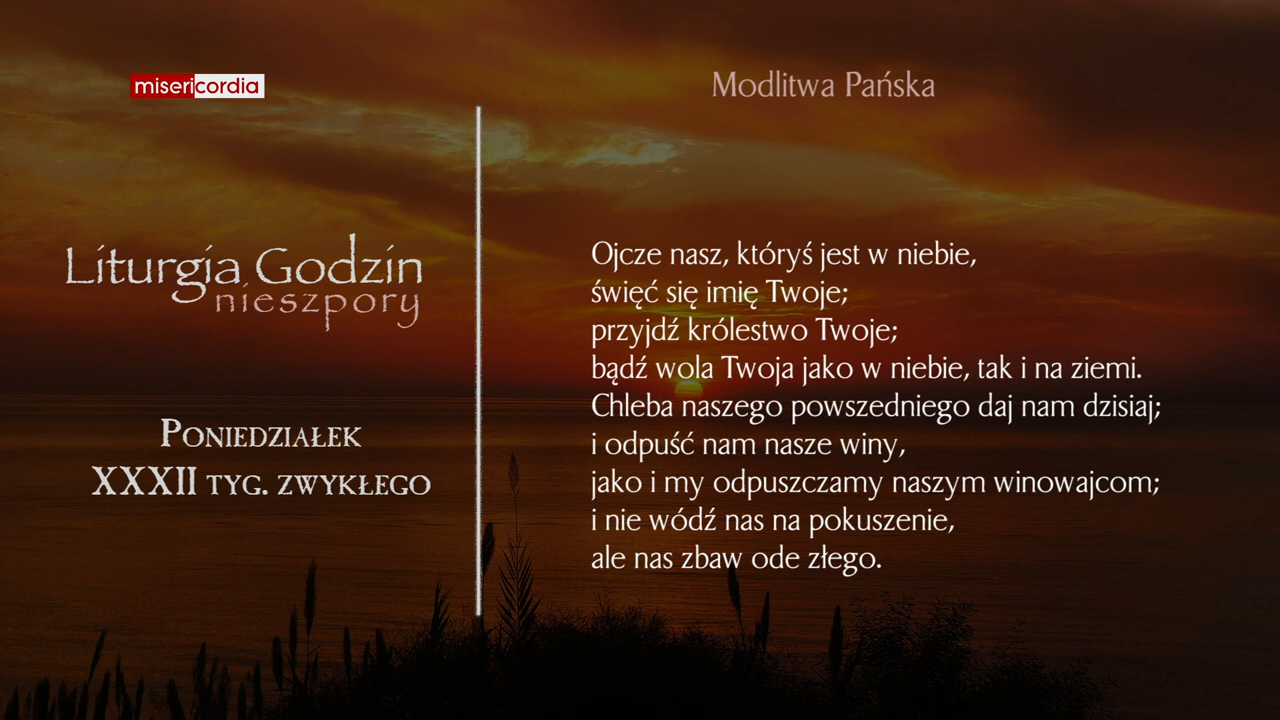 misericordia
Liturgia Godzin
nieszpory
Poniedziałek
XXXII tyg. zwykłego
Modlitwa Pańska
Ojcze nasz, któryś jest w niebie,
święć się imię Twoje;
przyjdź królestwo Twoje;
bądź wola Twoja jako w niebie, tak i na ziemi.
Chleba naszego powszedniego daj nam dzisiaj;
i odpuść nam nasze winy,
jako i my odpuszczamy naszym winowajcom;
i nie wódź nas na pokuszenie,
ale nas zbaw ode złego.